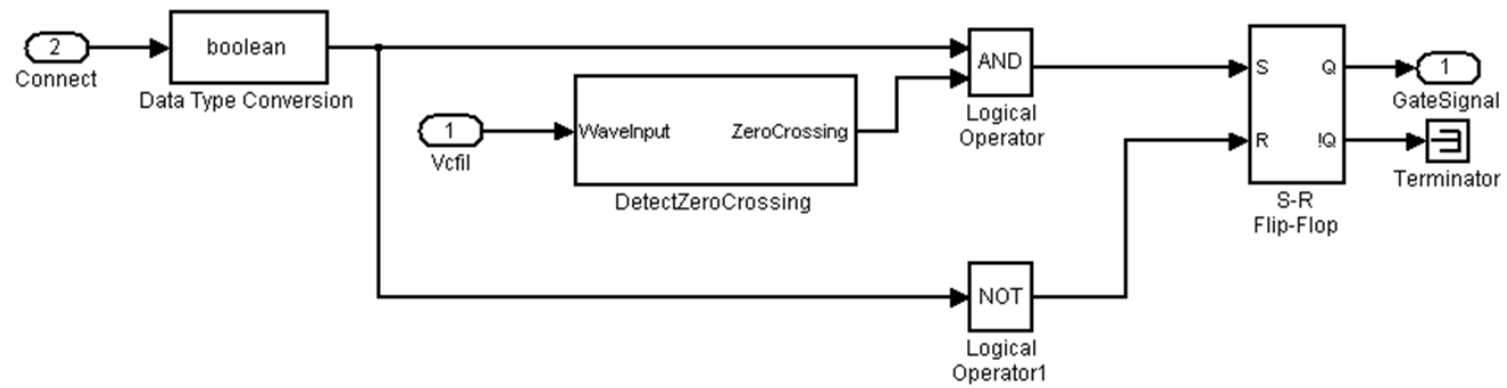 2
Connect
boolean
Data Type Conversion
1
Vcfil
WaveInput
ZeroCrossing
DetectZeroCrossing
AND
Logical
Operator
NOT
Logical
Operator1
S
Q
R
!Q
S-R
Flip-Flop
1
GateSignal
Terminator